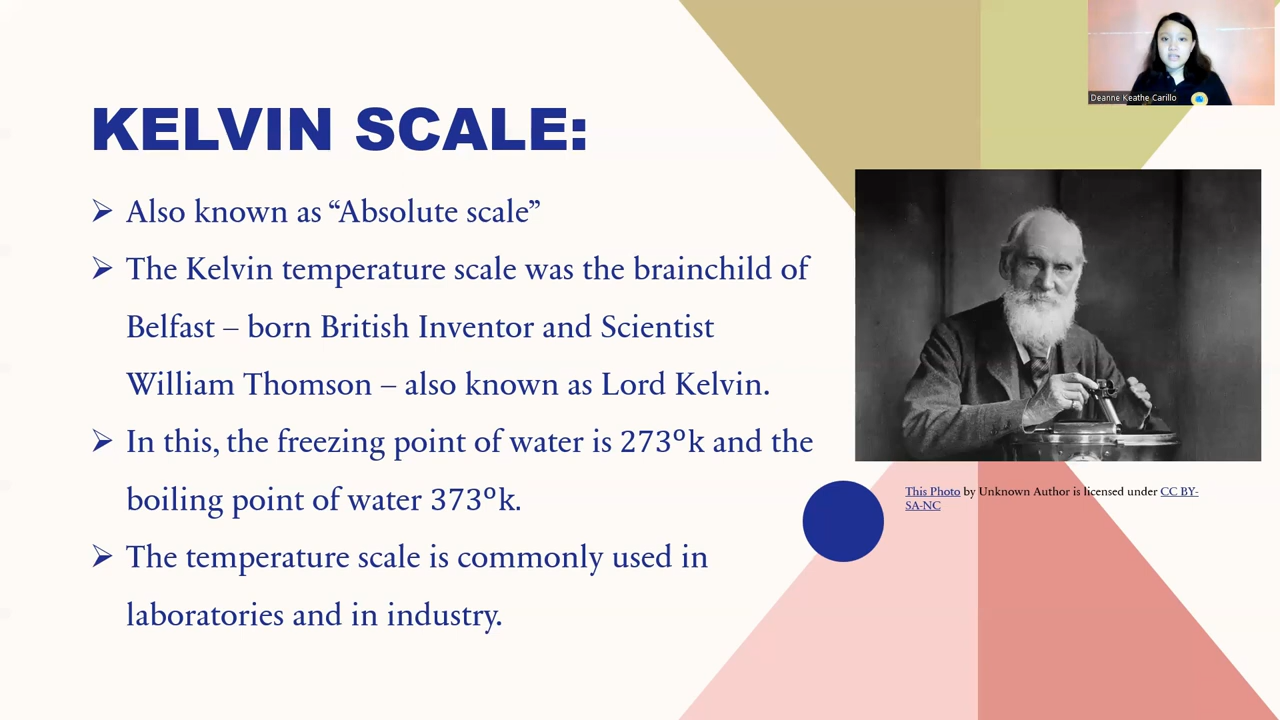 Deanne Keathe Carillo
KELVIN SCALE:
➢ Also known as “Absolute scale”
➢ The Kelvin temperature scale was the brainchild of
Belfast – born British Inventor and Scientist
William Thomson – also known as Lord Kelvin.
➢ In this, the freezing point of water is 273ºk and the
boiling point of water 373ºk.
➢ The temperature scale is commonly used in
laboratories and in industry.
This Photo by Unknown Author is licensed under CC BY-
SA-NC